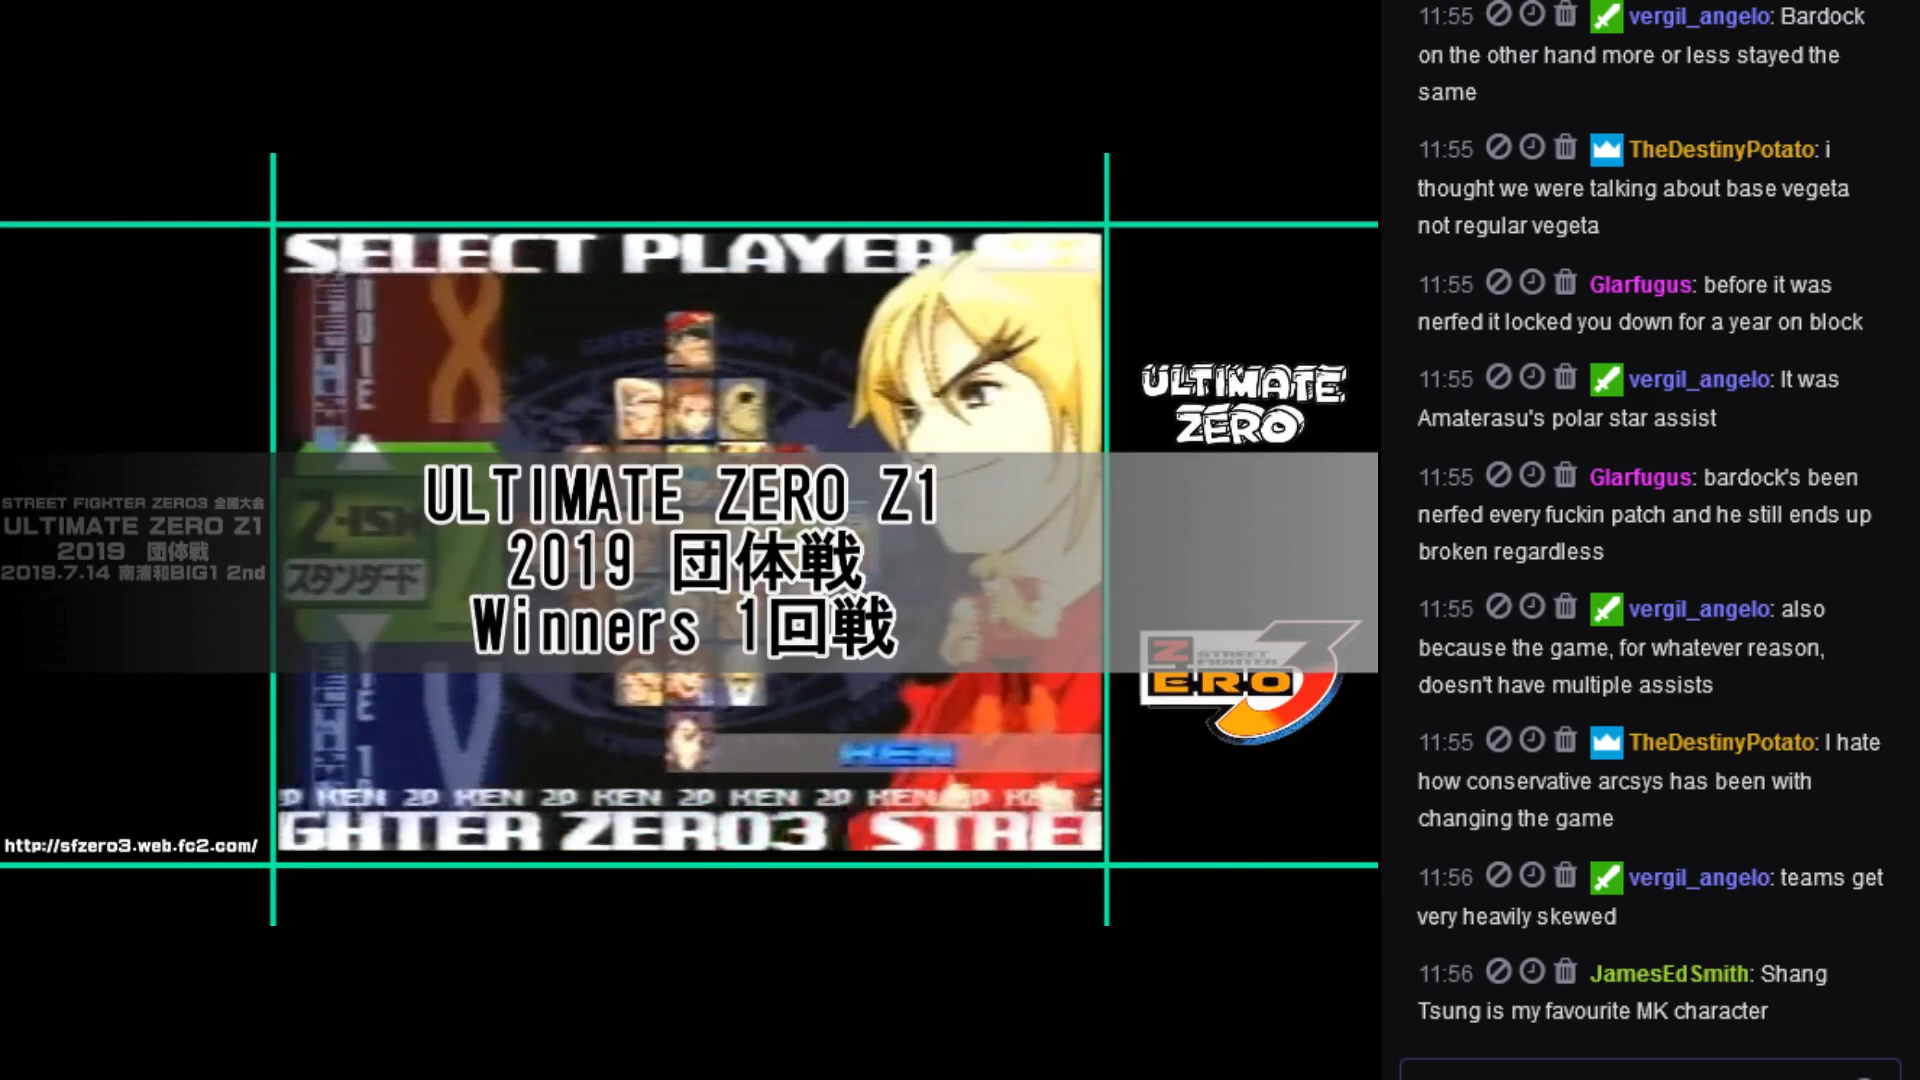 SELECT PLAYER
X
Z-ISM
スタンダード
V
KEN
KEN 2P KEN 2P KEN 2P KEN 2P KEN
GHTER ZERO3 STREE
ULTIMATE ZERO Z1
2019 団体戦
Winners 1回戦
STREET FIGHTER ZERO3 全国大会
ULTIMATE ZERO Z1
2019 団体戦
2019.7.14 南浦和BIG1 2nd
http://sfzero3.web.fc2.com/
ULTIMATE
ZERO
STREET
FIGHTER
ZERO
3
11:55 vergil_angelo: Bardock
on the other hand more or less stayed the
same
11:55 TheDestinyPotato: i
thought we were talking about base vegeta
not regular vegeta
11:55 Glarfugus: before it was
nerfed it locked you down for a year on block
11:55 vergil_angelo: It was
Amaterasu's polar star assist
11:55 Glarfugus: bardock's been
nerfed every fuckin patch and he still ends up
broken regardless
11:55 vergil_angelo: also
because the game, for whatever reason,
doesn't have multiple assists
11:55 TheDestinyPotato: I hate
how conservative arcsys has been with
changing the game
11:56 vergil_angelo: teams get
very heavily skewed
11:56 JamesEdSmith: Shang
Tsung is my favourite MK character